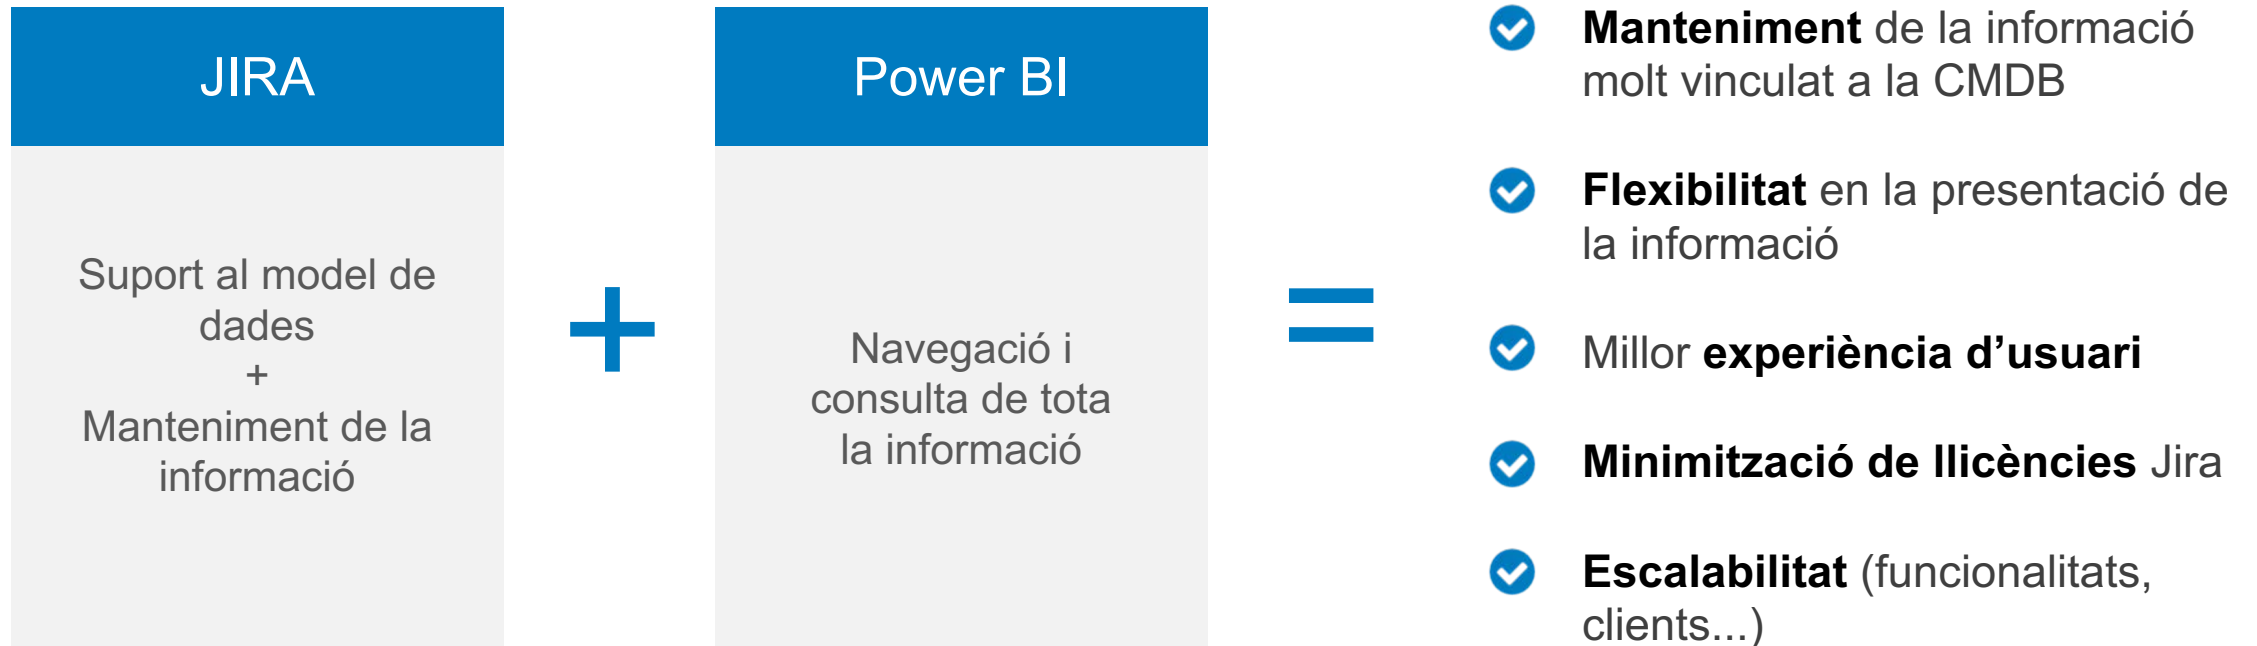 JIRA
Suport al model de
dades
+
Manteniment de la
informació
+
Power BI
Navegació i
consulta de tota
la informació
=
Manteniment de la informació
molt vinculat a la CMDB
Flexibilitat en la presentació de
la informació
Millor experiència d’usuari
Minimització de llicències Jira
Escalabilitat (funcionalitats,
clients...)